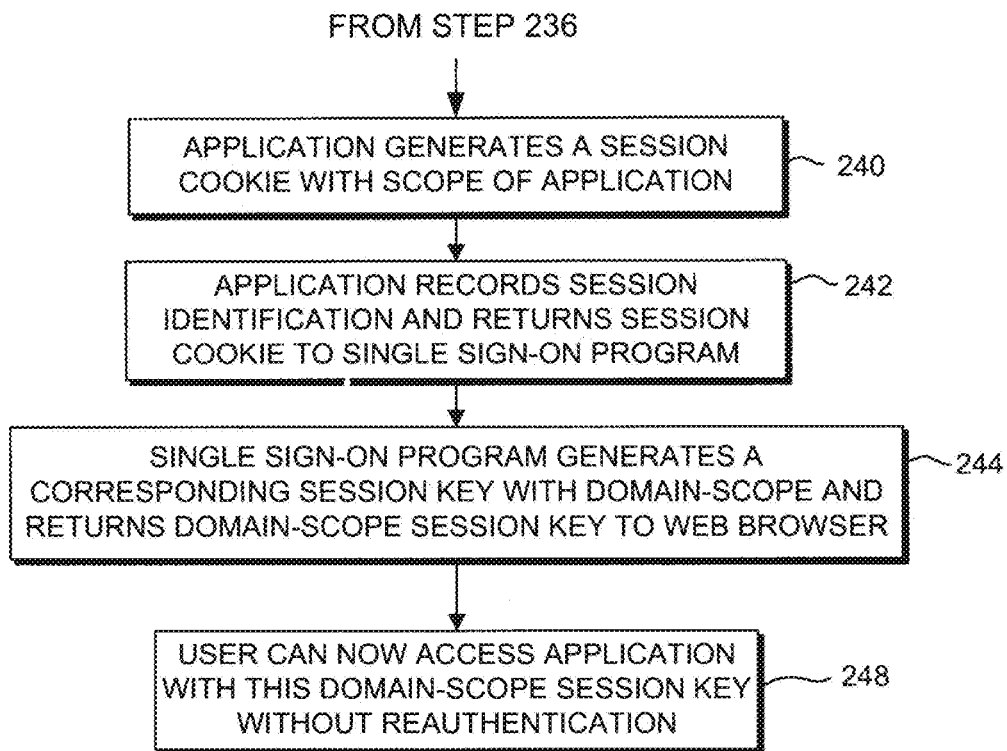 FROM STEP 236
APPLICATION GENERATES A SESSION
COOKIE WITH SCOPE OF APPLICATION
240
APPLICATION RECORDS SESSION
IDENTIFICATION AND RETURNS SESSION
COOKIE TO SINGLE SIGN-ON PROGRAM
242
SINGLE SIGN-ON PROGRAM GENERATES A
CORRESPONDING SESSION KEY WITH DOMAIN-SCOPE AND
RETURNS DOMAIN-SCOPE SESSION KEY TO WEB BROWSER
244
USER CAN NOW ACCESS APPLICATION
WITH THIS DOMAIN-SCOPE SESSION KEY
WITHOUT REAUTHENTICATION
248